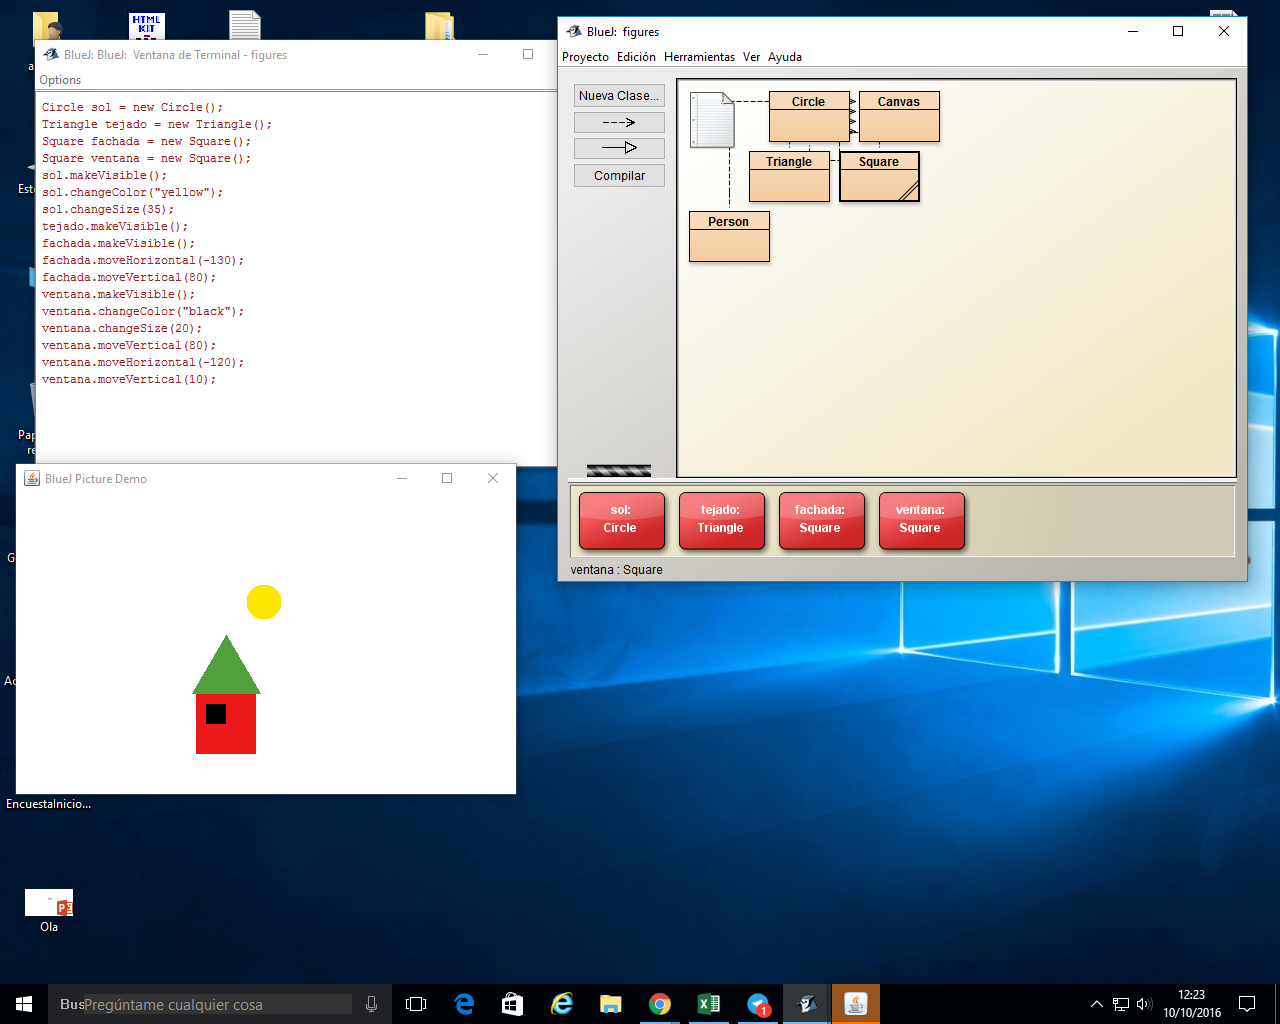 HTML
KIT
BlueJ: BlueJ:  Ventana de Terminal - figures
Options
Circle sol = new Circle();
Triangle tejado = new Triangle();
Square fachada = new Square();
Square ventana = new Square();
sol.makeVisible();
sol.changeColor("yellow");
sol.changeSize(35);
tejado.makeVisible();
fachada.makeVisible();
fachada.moveHorizontal(-130);
fachada.moveVertical(80);
ventana.makeVisible();
ventana.changeColor("black");
ventana.changeSize(20);
ventana.moveVertical(80);
ventana.moveHorizontal(-120);
ventana.moveVertical(10);
BlueJ:  figures
Proyecto Edición Herramientas Ver Ayuda
Nueva Clase...
Compilar
Circle
Canvas
Triangle
Square
Person
sol:
Circle
tejado:
Triangle
fachada:
Square
ventana:
Square
ventana : Square
BlueJ Picture Demo
EncuestaInicio...
Ola
Pregúntame cualquier cosa
1
12:23
10/10/2016